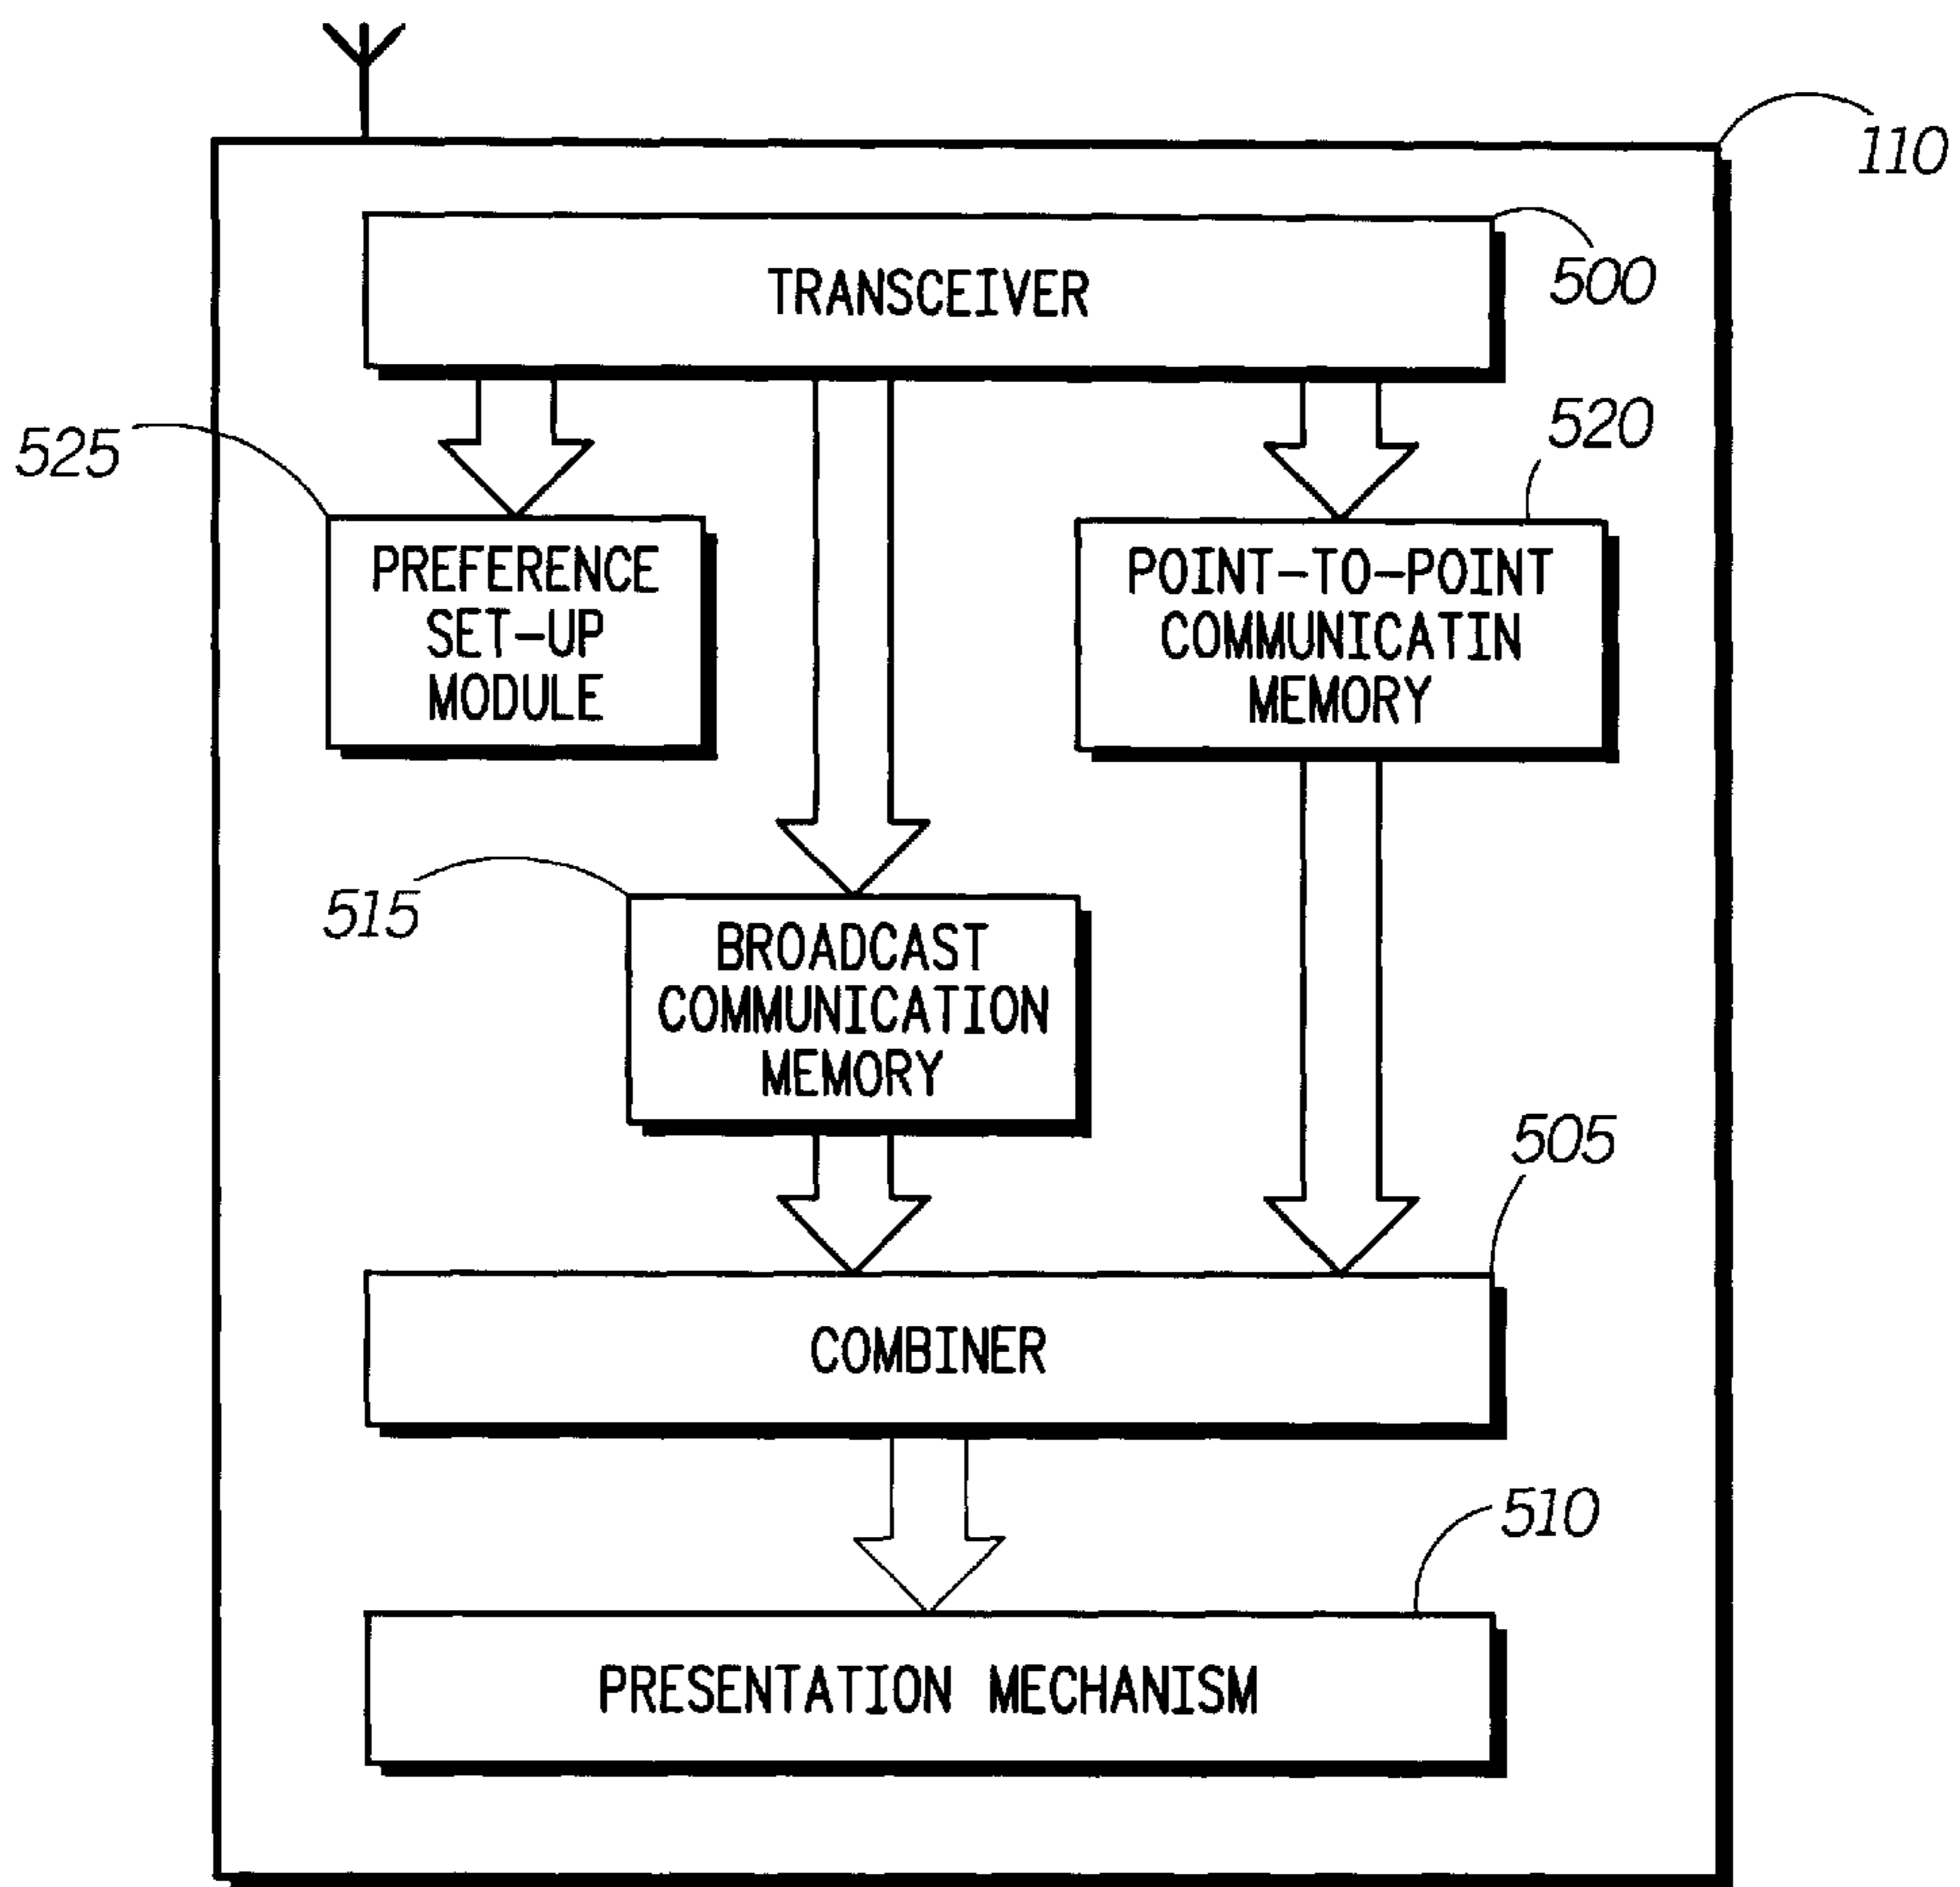 110
TRANSCEIVER
500
525
520
PREFERENCE
SET-UP
MODULE
POINT-TO-POINT
COMMUNICATIN
MEMORY
515
BROADCAST
COMMUNICATION
MEMORY
505
COMBINER
510
PRESENTATION MECHANISM